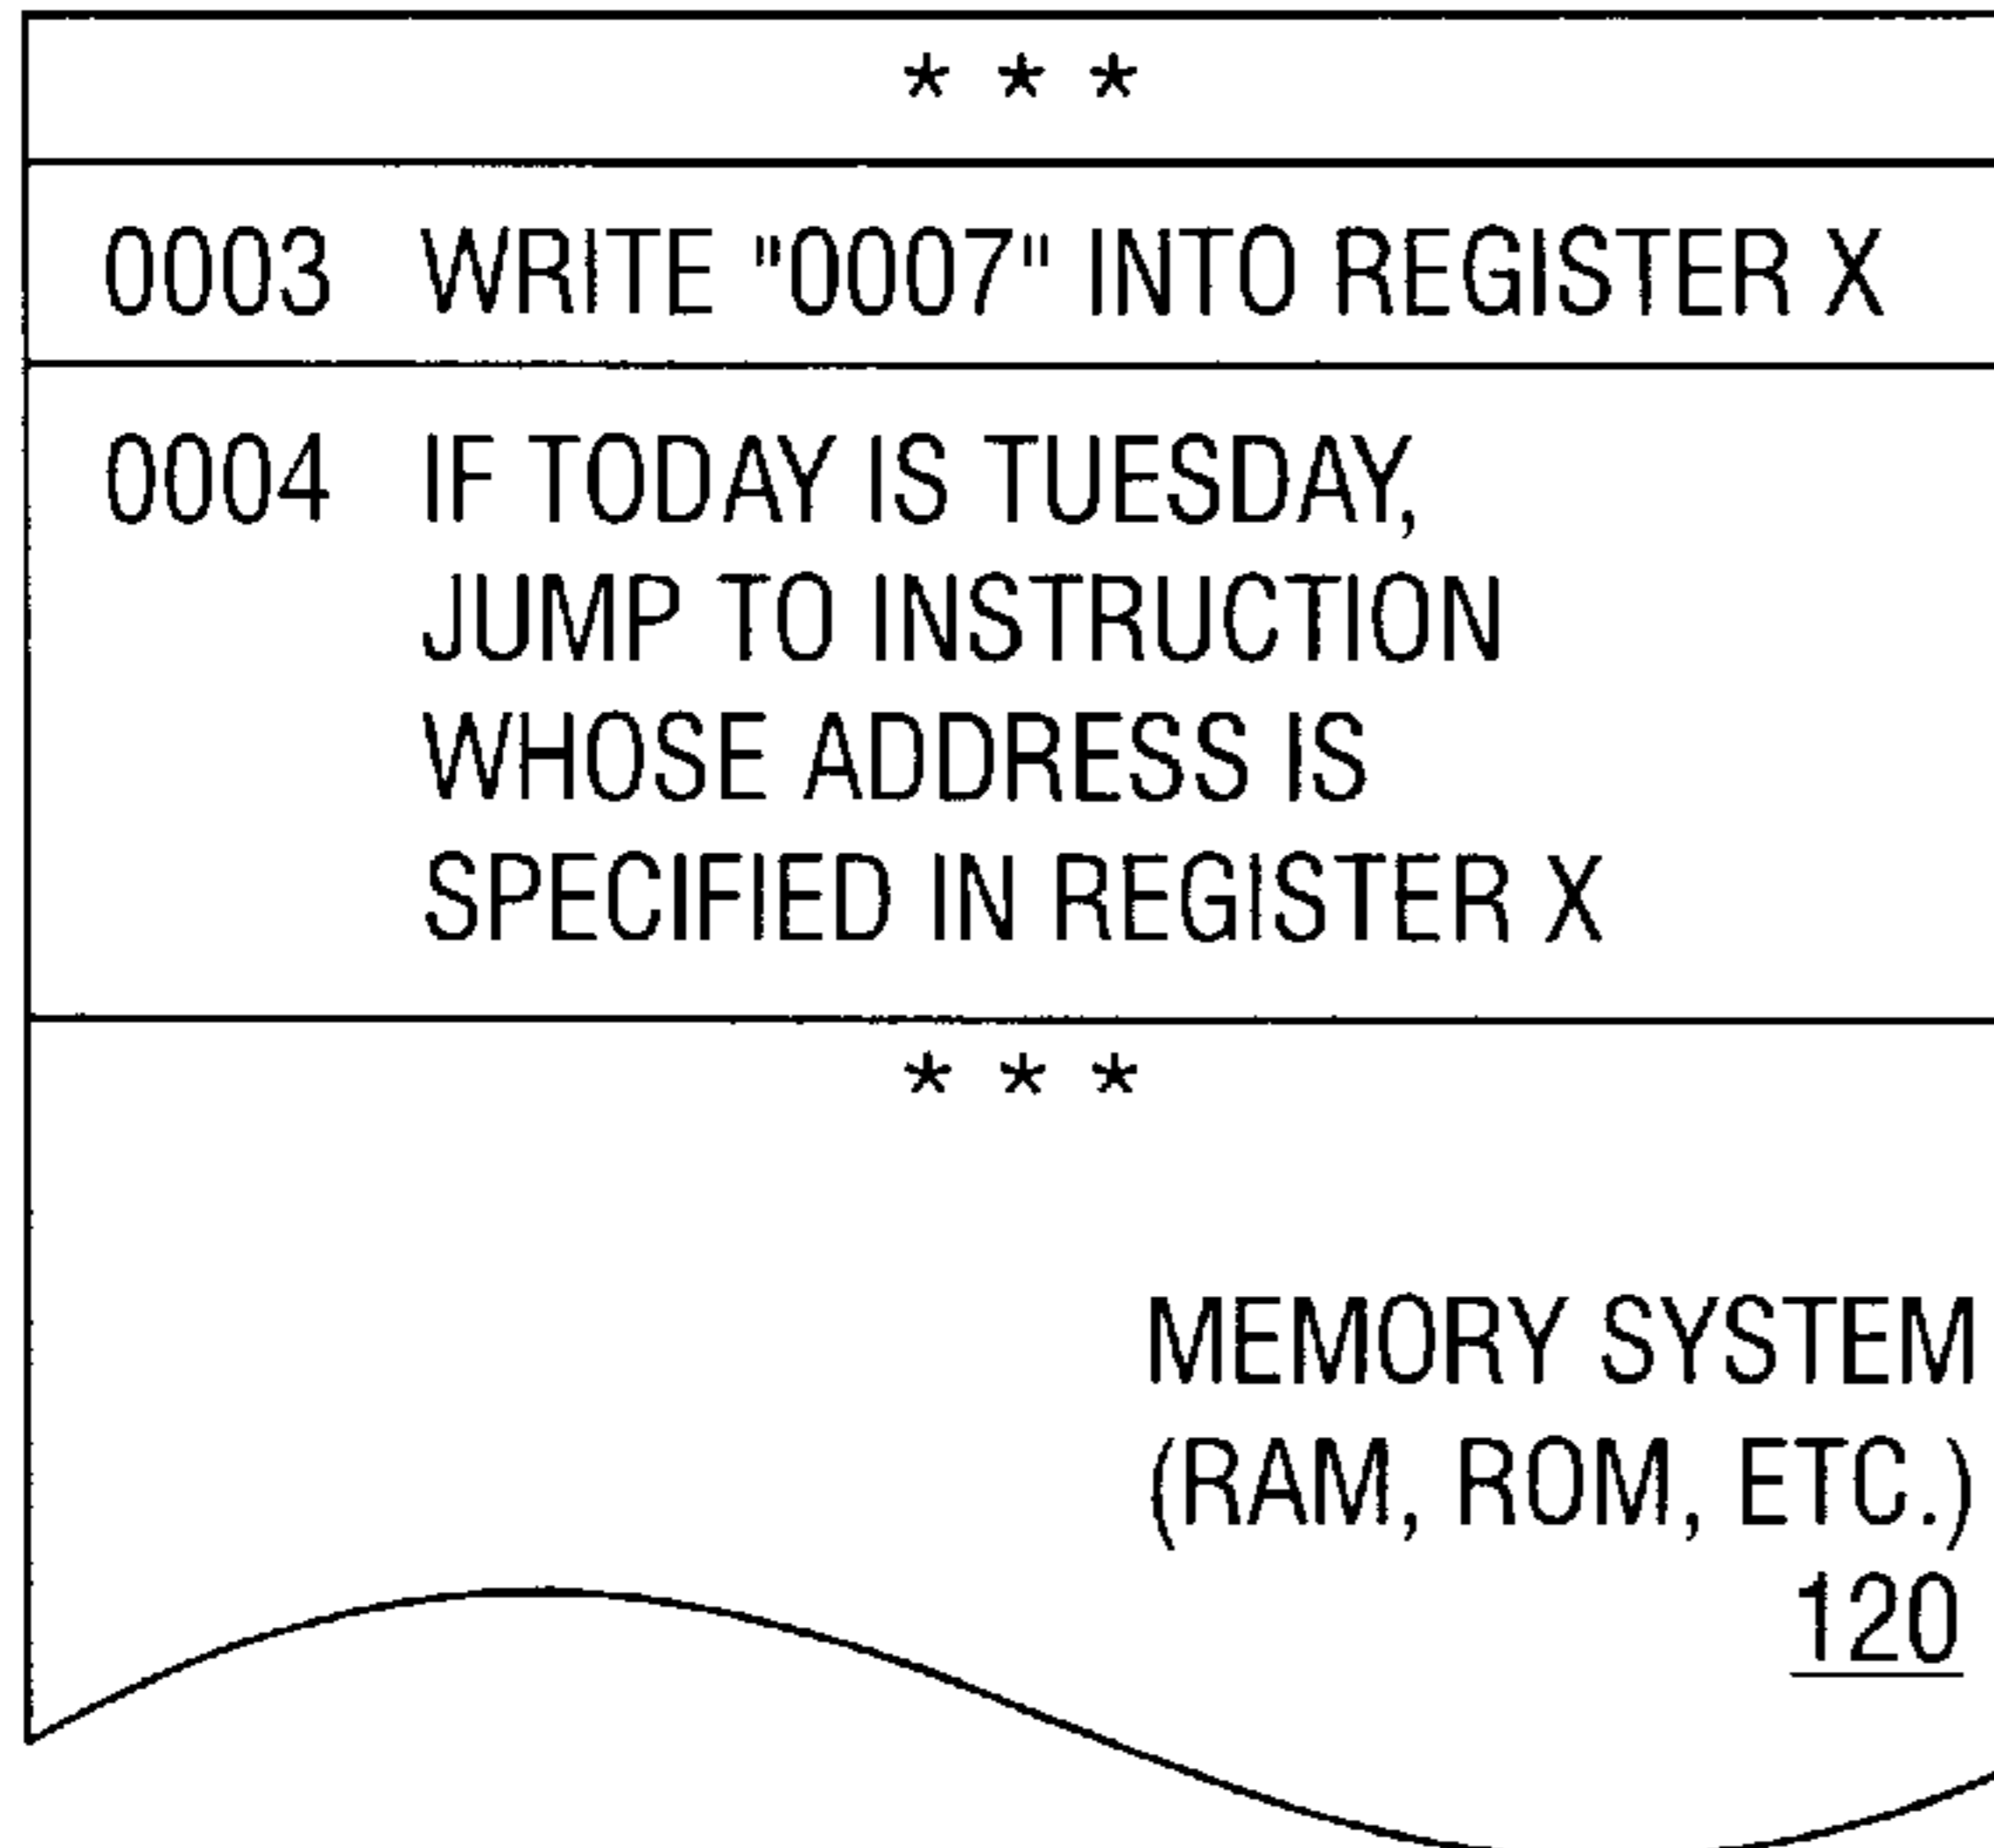 * * *
0003 WRITE "0007" INTO REGISTER X
0004 IF TODAY IS TUESDAY,
JUMP TO INSTRUCTION
WHOSE ADDRESS IS
SPECIFIED IN REGISTER X
* * *
MEMORY SYSTEM
(RAM, ROM, ETC.)
120